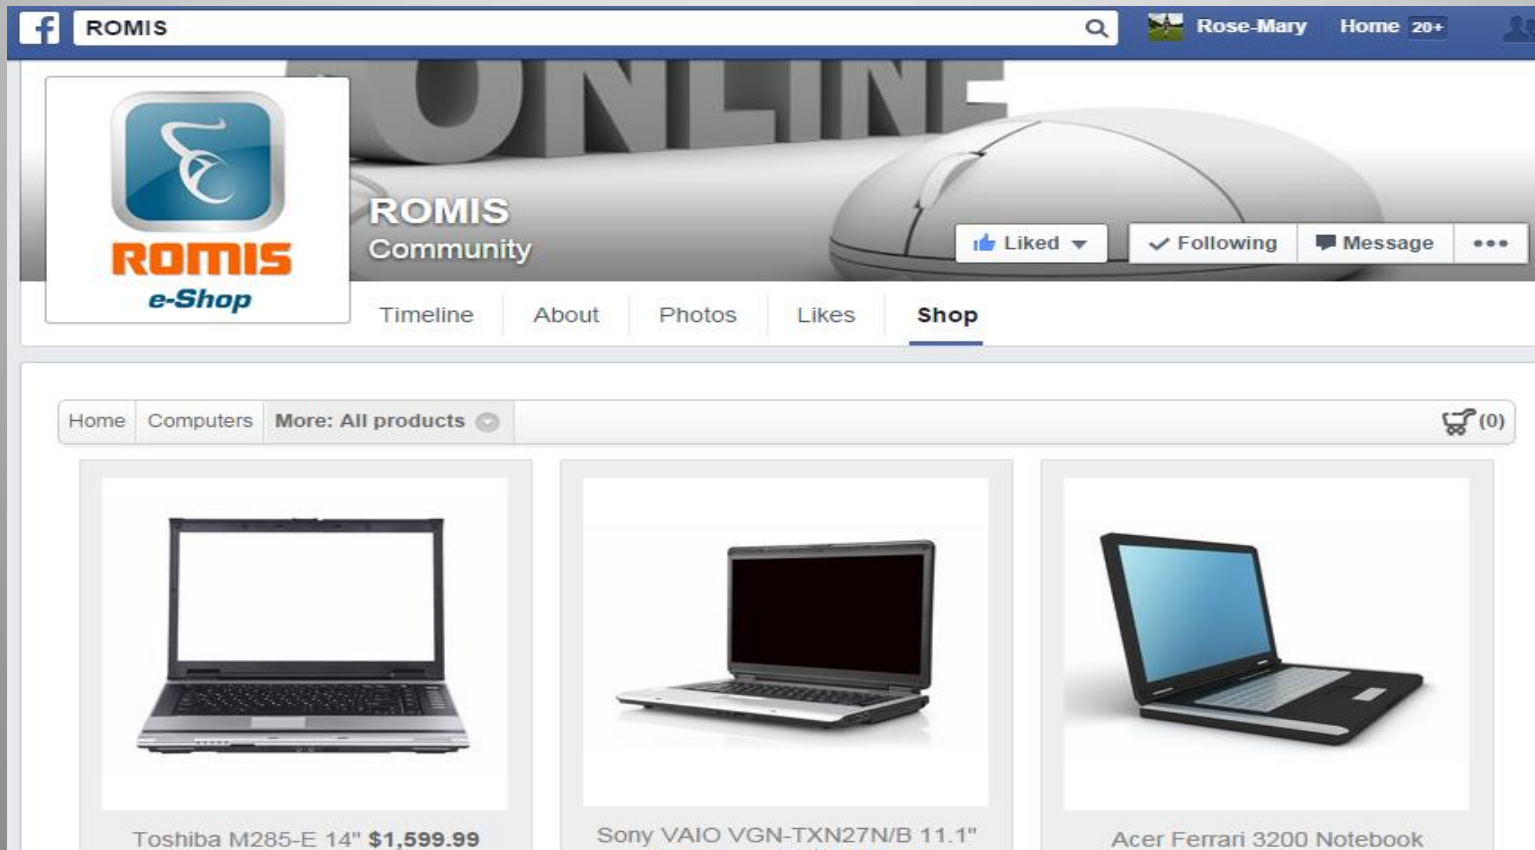 ROMIS
Rose-Mary
Home 20+
ONLINE
ROMIS
e-Shop
ROMIS
Community
Liked
Following
Message
Timeline
About
Photos
Likes
Shop
Home
Computers
More: All products
(0)
Toshiba M285-E 14" $1,599.99
Sony VAIO VGN-TXN27N/B 11.1"
Acer Ferrari 3200 Notebook